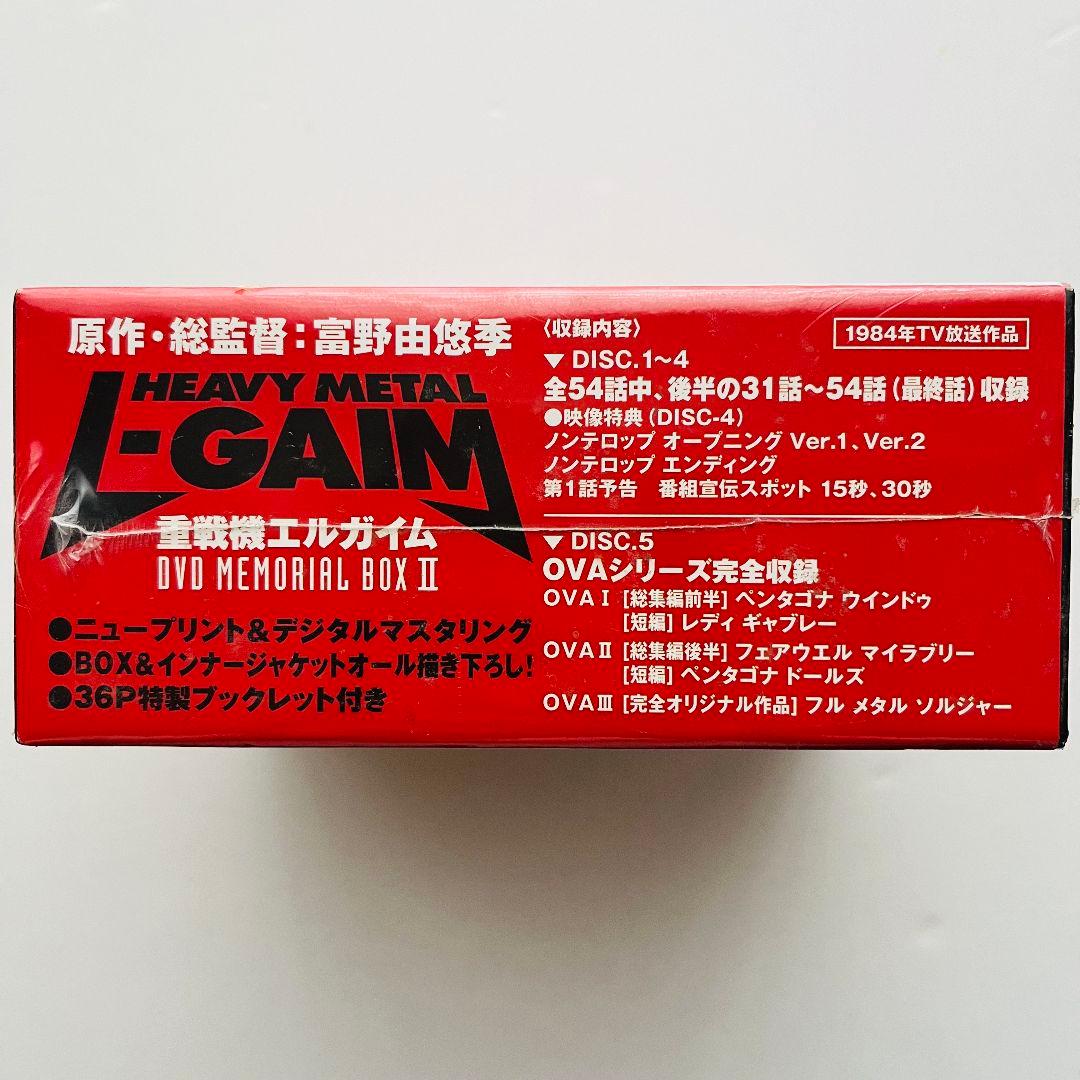 原作・総監督：富野由悠季
HEAVY METAL
L-GAIM
重戦機エルガイム
DVD MEMORIAL BOX Ⅱ
●ニュープリント&デジタルマスタリング
●BOX&インナージャケットオール描き下ろし!
●36P特製ブックレット付き
〈収録内容〉
1984年TV放送作品
▼DISC.1〜4
全54話中、後半の31話〜54話(最終話)収録
●映像特典(DISC-4)
ノンテロップ オープニング Ver.1、Ver.2
ノンテロップ エンディング
第1話予告 番組宣伝スポット 15秒、30秒
▼DISC.5
OVAシリーズ完全収録
OVAⅠ [総集編前半] ペンタゴナ ウインドゥ
[短編] レディ ギャブレー
OVAⅡ [総集編後半] フェアウエル マイラブリー
[短編] ペンタゴナ ドールズ
OVAⅢ [完全オリジナル作品] フル メタル ソルジャー